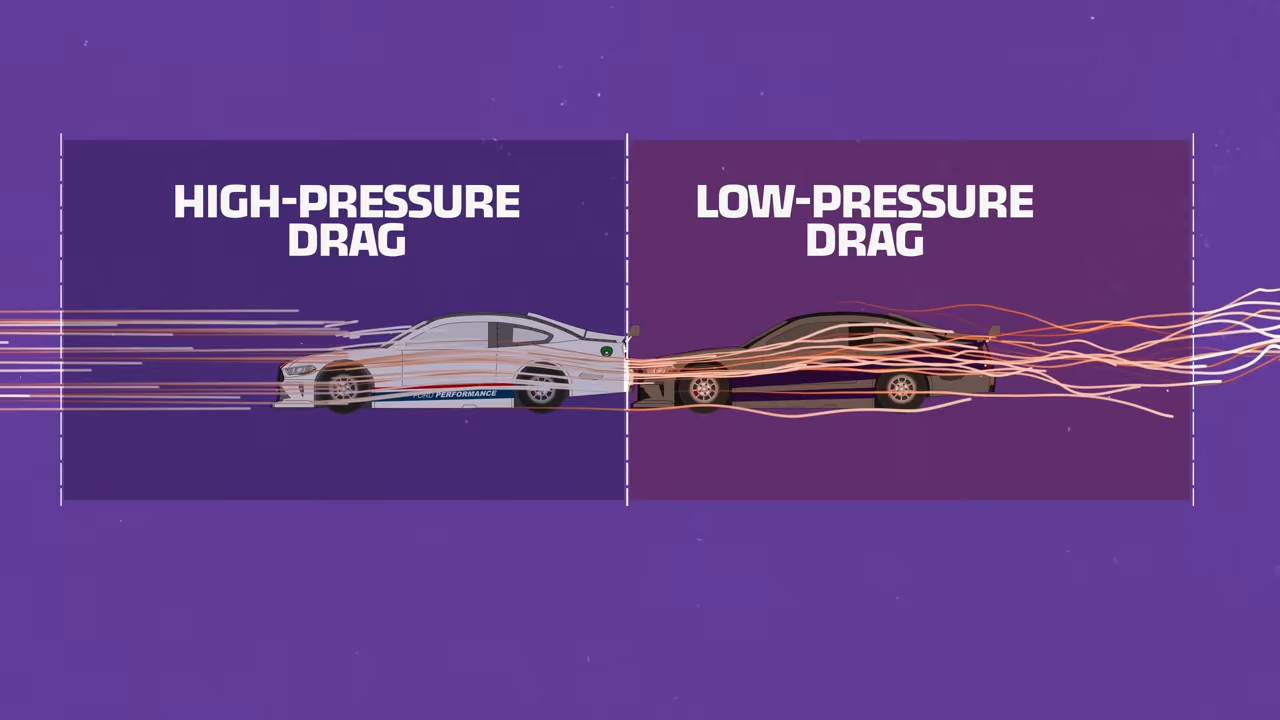 HIGH-PRESSURE
DRAG
LOW-PRESSURE
DRAG
FORD PERFORMANCE